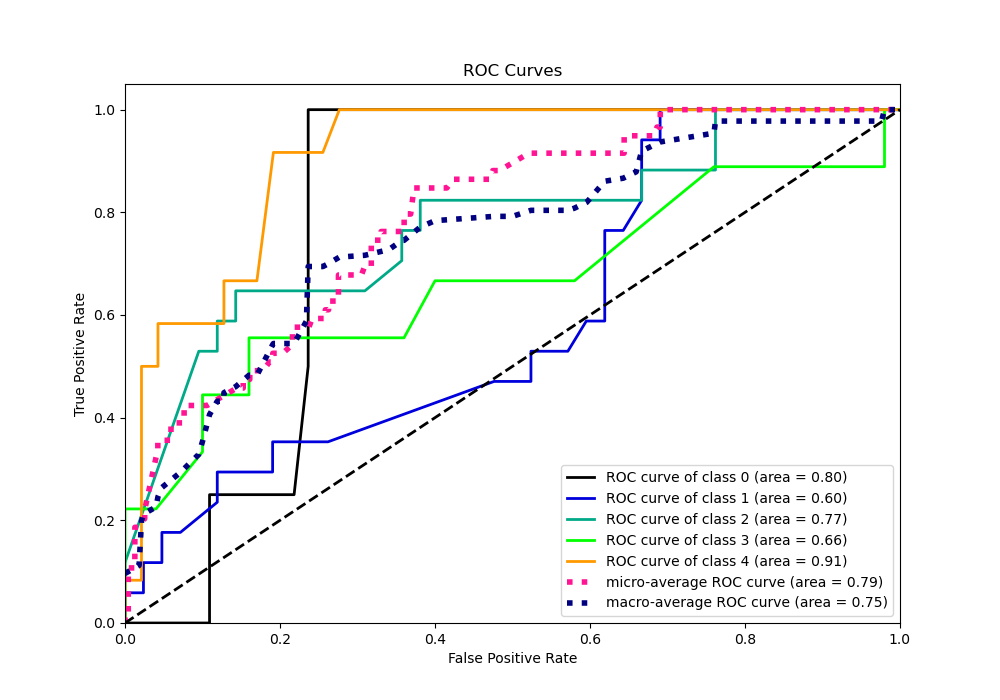 ROC Curves
True Positive Rate
1.0
0.8
0.6
0.4
0.2
0.0
0.0 0.2 0.4 0.6 0.8 1.0
False Positive Rate
ROC curve of class 0 (area = 0.80)
ROC curve of class 1 (area = 0.60)
ROC curve of class 2 (area = 0.77)
ROC curve of class 3 (area = 0.66)
ROC curve of class 4 (area = 0.91)
micro-average ROC curve (area = 0.79)
macro-average ROC curve (area = 0.75)